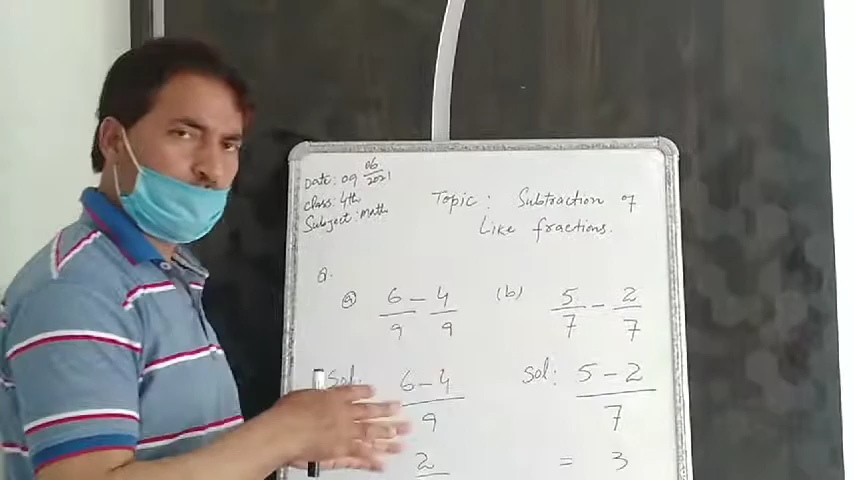 Date: 09 06/2021
Class: 4th
Subject: Math
Topic: Subtraction of
Like fractions.
Q.
(a) 6/9 - 4/9 (b) 5/7 - 2/7
Sol: 6-4/9 Sol: 5-2/7
2 = 3